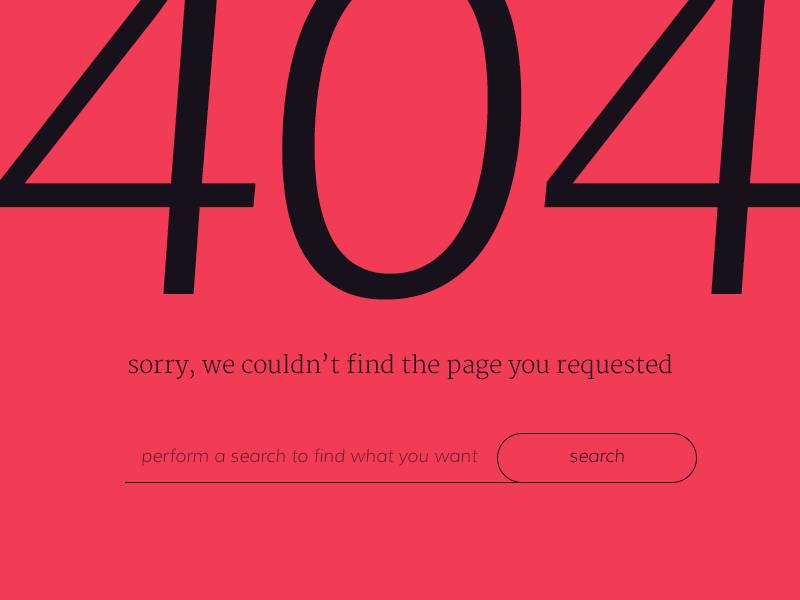 404
sorry, we couldn’t find the page you requested
perform a search to find what you want
search